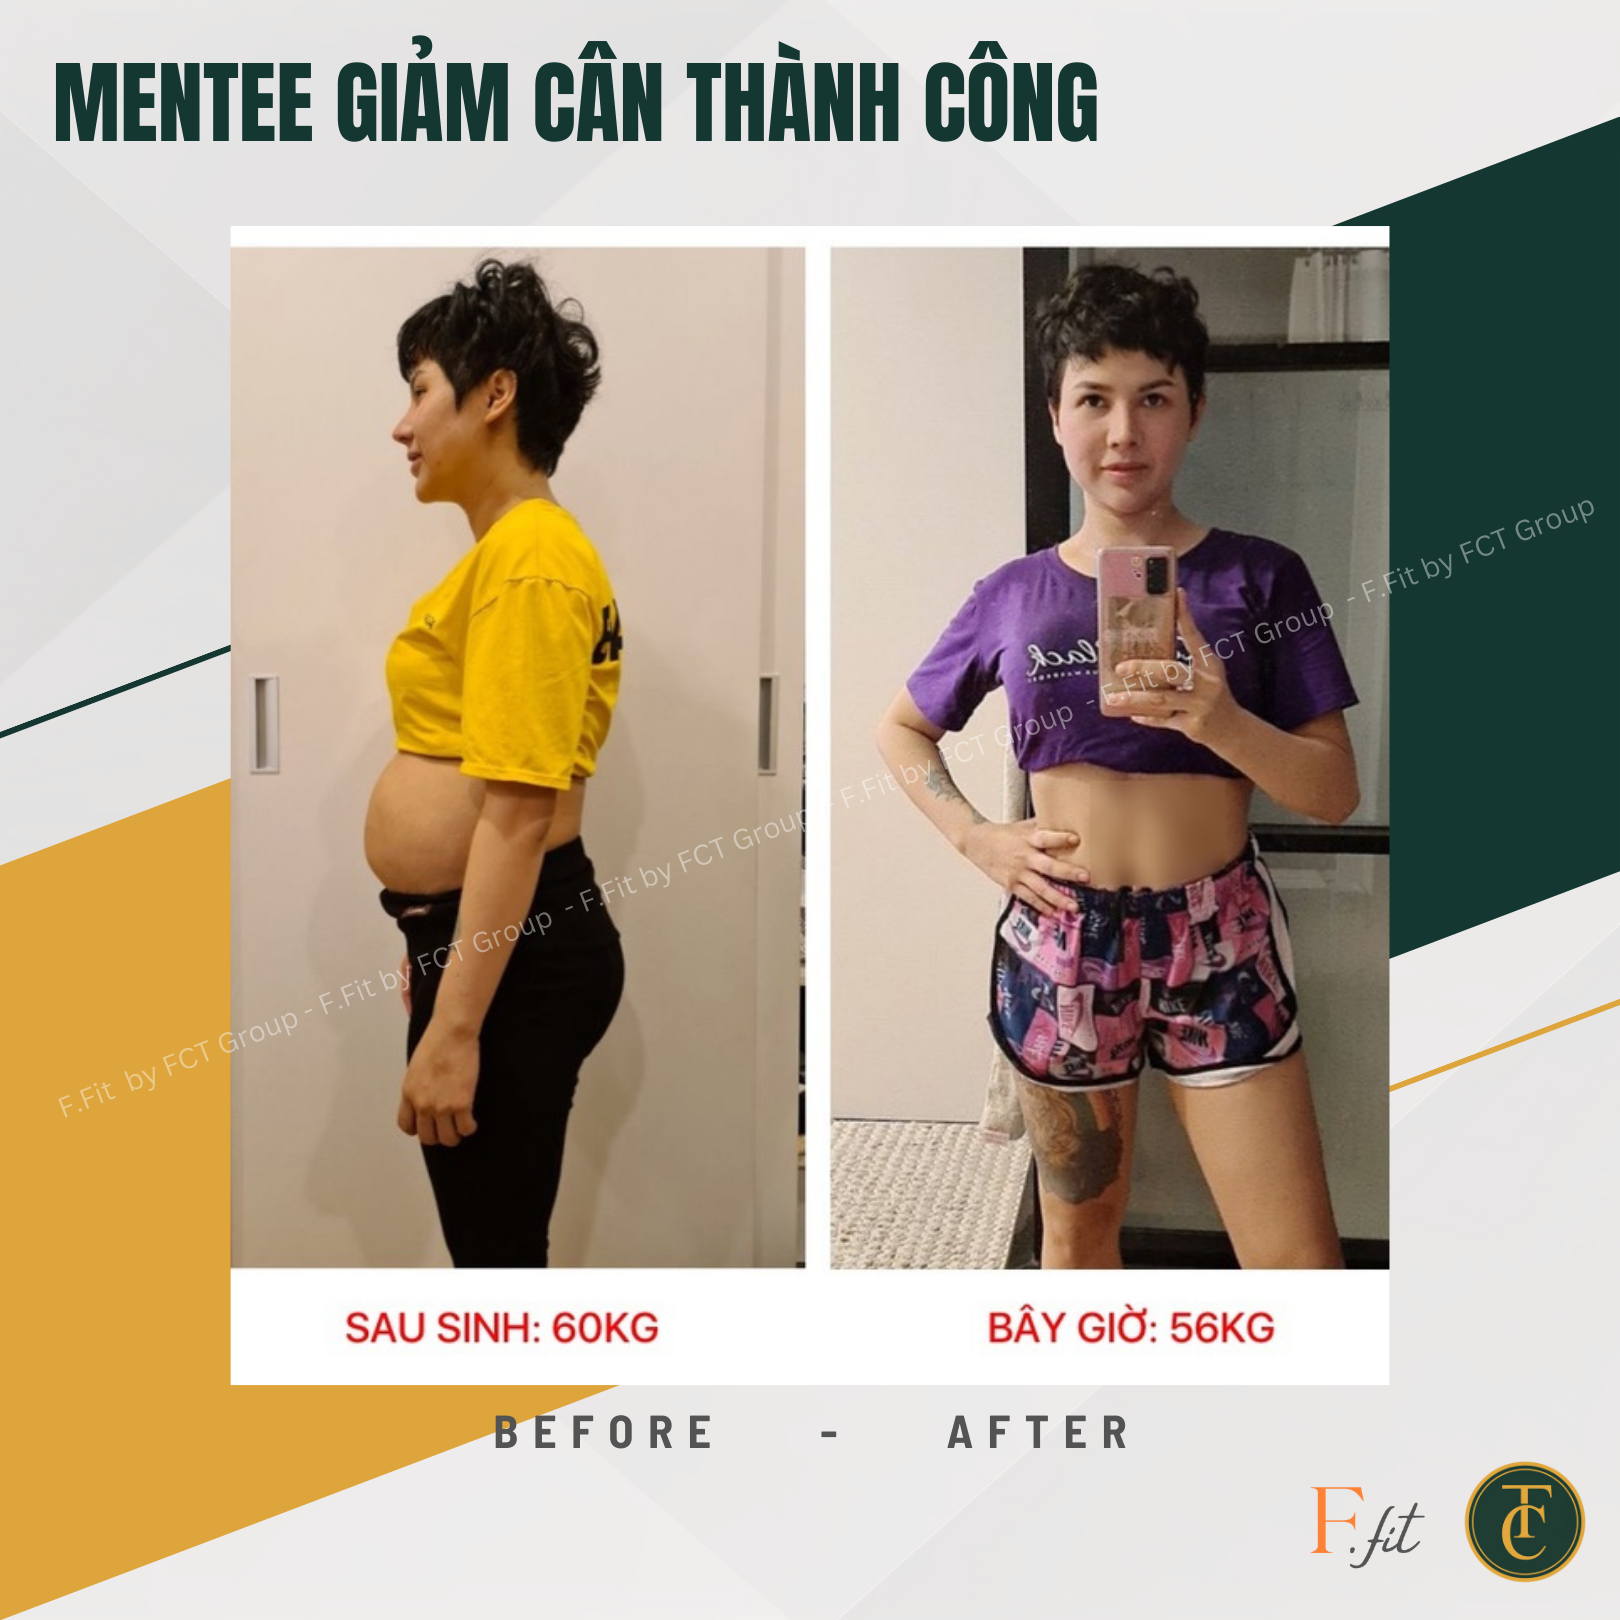 MENTEE GIẢM CÂN THÀNH CÔNG
F.Fit by FCT Group - F.Fit by FCT Group - F.Fit by FCT Group - F.Fit by FCT Group - F.Fit by FCT Group - F.Fit by FCT Group
Black
SAU SINH: 60KG
BÂY GIỜ: 56KG
BEFORE - AFTER
F.fit